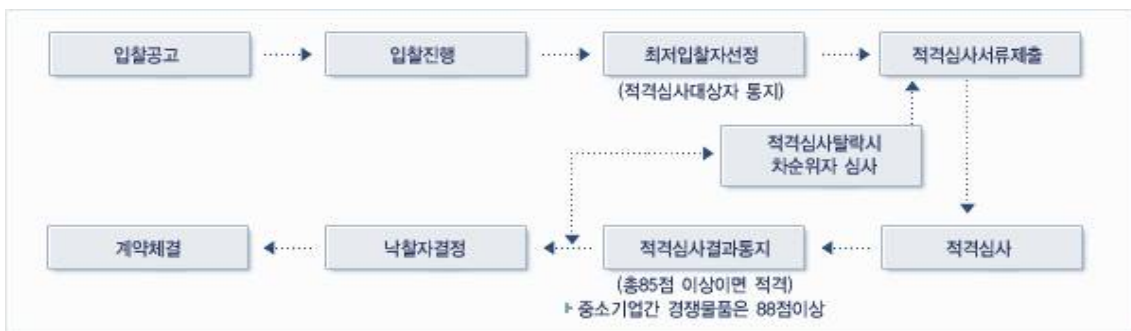 입찰공고
입찰진행
최저입찰자선정
(적격심사대상자 통지)
적격심사서류제출
적격심사탈락시
차순위자 심사
적격심사
적격심사결과통지
(총85점 이상이면 적격)
중소기업간 경쟁물품은 88점이상
낙찰자결정
계약체결